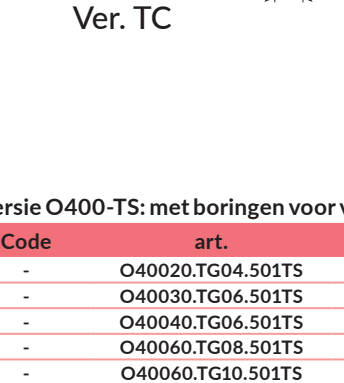 Ver. TC
ersie O400-TS: met boringen voor
Code art.
- O40020.TG04.501TS
- O40030.TG06.501TS
- O40040.TG06.501TS
- O40060.TG08.501TS
- O40060.TG10.501TS